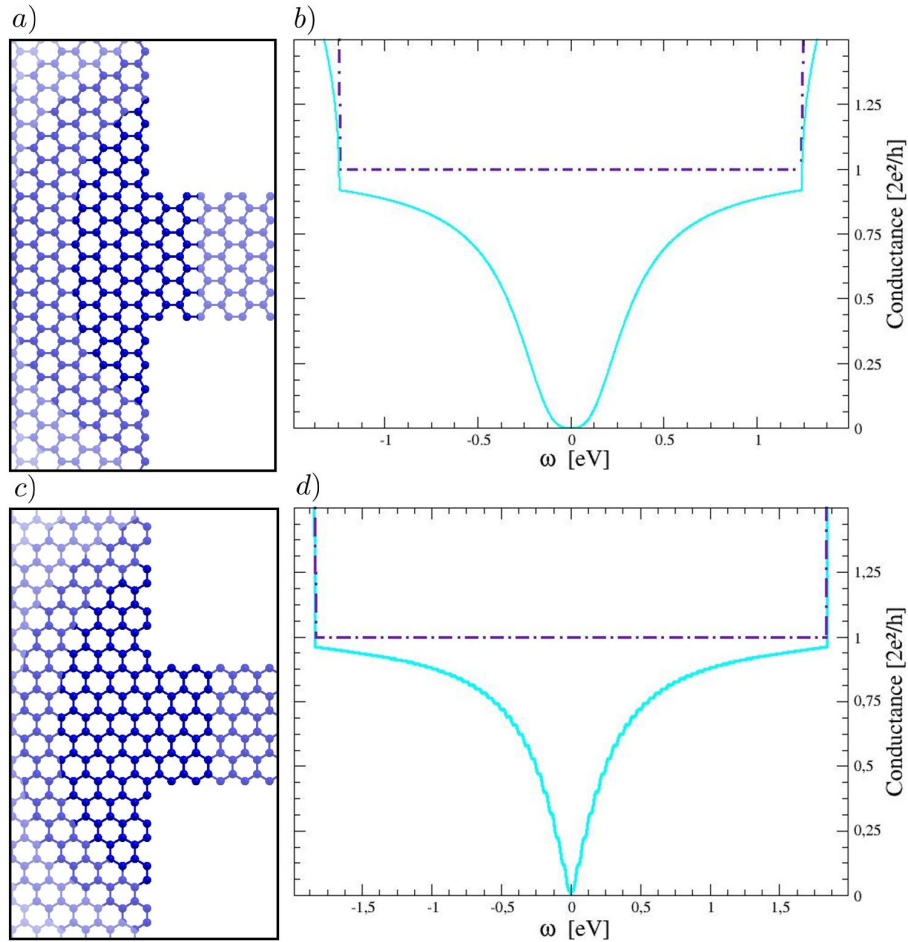 a)
b)
1.25
1
0.75
0.5
0.25
0
-1 -0.5 0 0.5 1
ω [eV]
Conductance [2e²/h]
c)
d)
1,25
1
0,75
0,5
0,25
0
-1,5 -1 -0,5 0 0,5 1 1,5
ω [eV]
Conductance [2e²/h]